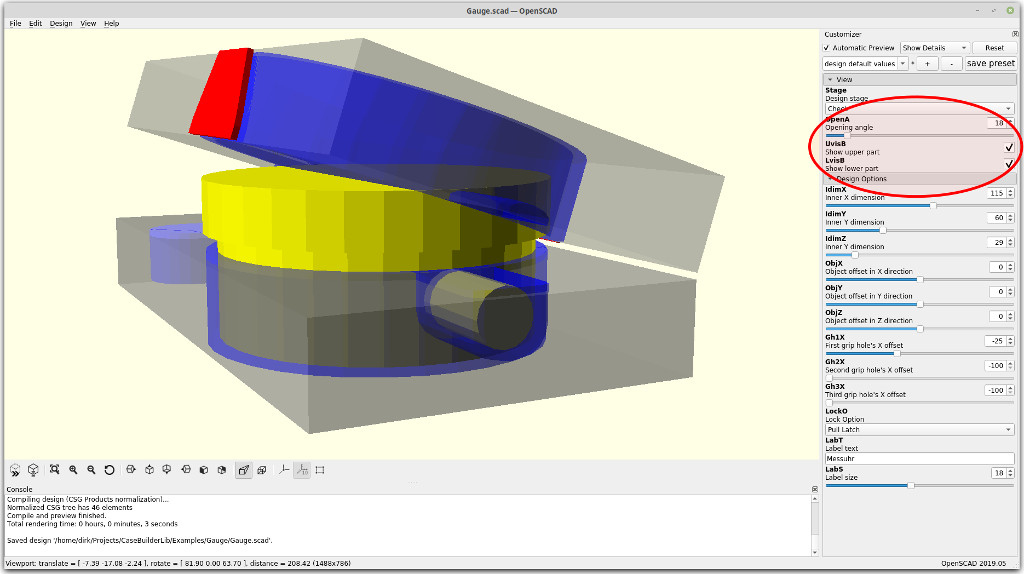 Gauge.scad — OpenSCAD
File Edit Design View Help
Customizer
Automatic Preview Show Details Reset
design default values * + - save preset
View
Stage
Design stage
OpenA
Opening angle
18
UvisB
Show upper part
LvisB
Show lower part
Design Options
IdimX
Inner X dimension
115
IdimY
Inner Y dimension
60
IdimZ
Inner Y dimension
29
ObjX
Object offset in X direction
0
ObjY
Object offset in Y direction
0
ObjZ
Object offset in Z direction
0
Gh1X
First grip hole's X offset
-25
Gh2X
Second grip hole's X offset
-100
Gh3X
Third grip hole's X offset
-100
LockO
Lock Option
Pull Latch
LabT
Label text
Messuhr
LabS
Label size
18
Console
Compiling design (CSG Products normalization)...
Normalized CSG tree has 46 elements
Compile and preview finished.
Total rendering time: 0 hours, 0 minutes, 3 seconds
Saved design '/home/dirk/Projects/CaseBuilderLib/Examples/Gauge/Gauge.scad'.
Viewport: translate = [ -7.39 -17.08 -2.24 ], rotate = [ 81.90 0.00 63.70 ], distance = 208.42 (1488x786)
OpenSCAD 2019.05